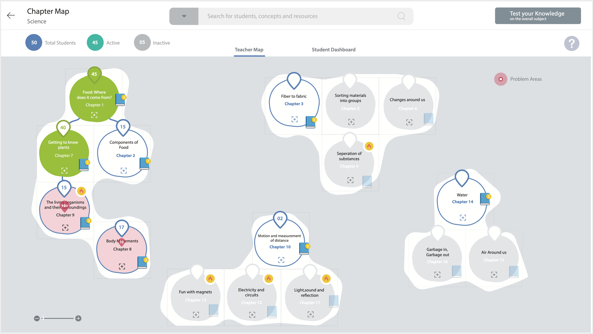 Chapter Map
Science
Search for students, concepts and resources
Test your Knowledge
on the overall subject
50 Total Students
45 Active
05 Inactive
Teacher Map
Student Dashboard
?
Problem Areas
45
Food: Where
does it come from?
Chapter 1
40
Getting to know
plants
Chapter 7
15
Components of
Food
Chapter 2
15
The living organisms
and their surroundings
Chapter 9
17
Body Movements
Chapter 8
Fiber to fabric
Chapter 3
Sorting materials
into groups
Changes around us
Seperation of
substances
02
Motion and measurement
of distance
Chapter 10
Fun with magnets
Electricity and
circuits
Light,sound and
reflection
Water
Chapter 14
Garbage in,
Garbage out
Air Around us